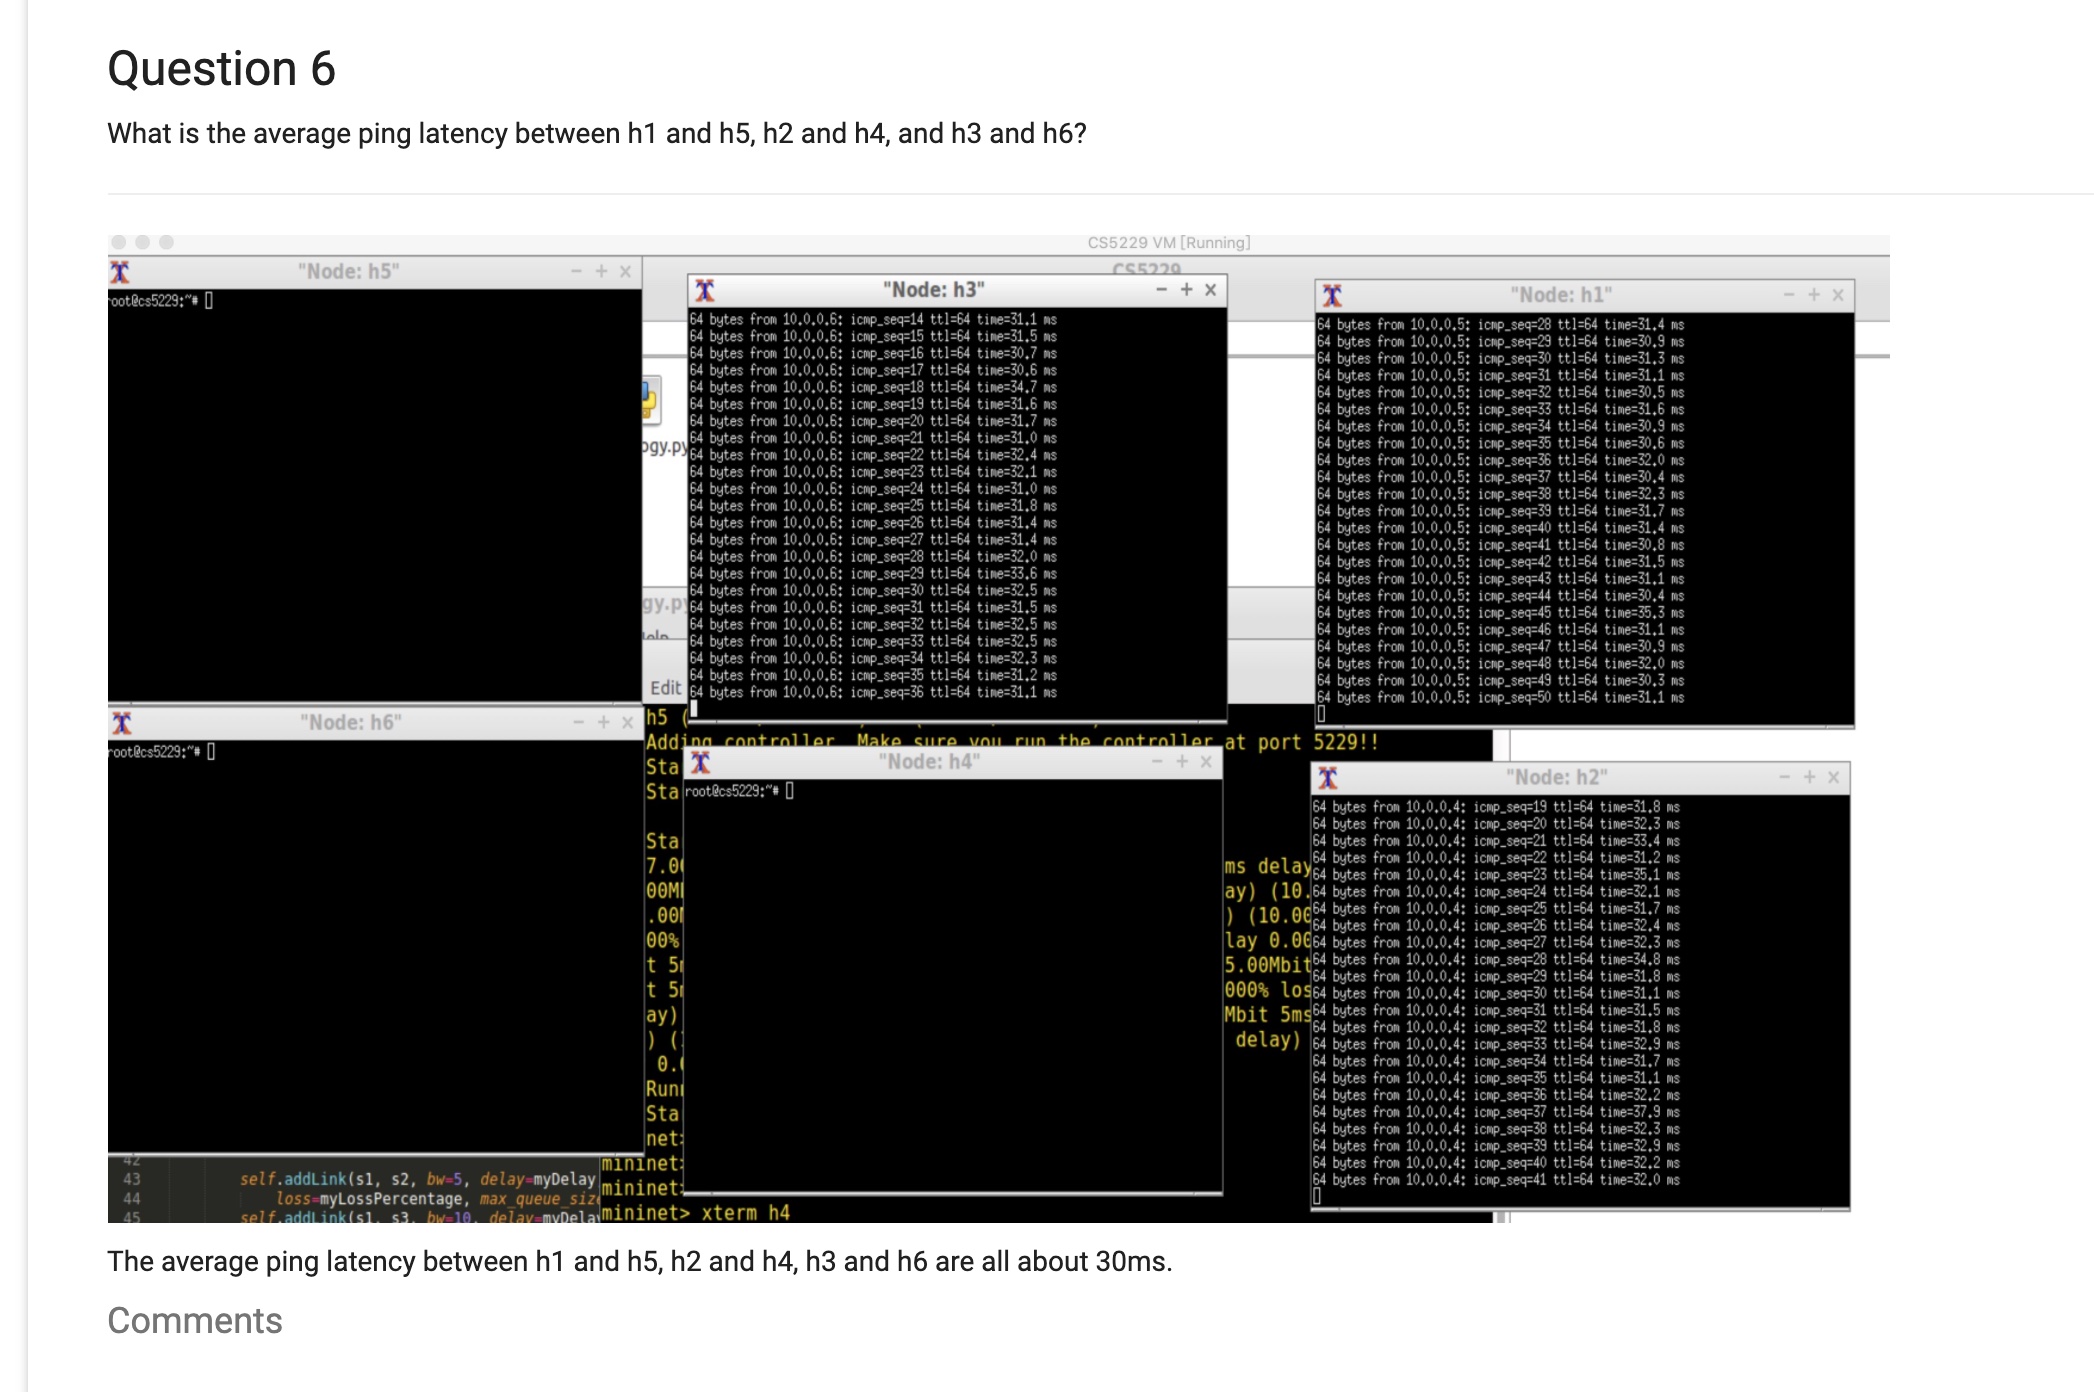 Question 6
What is the average ping latency between h1 and h5, h2 and h4, and h3 and h6?
CS5229 VM [Running]
CS5229
"Node: h5"
root@cs5229:~#
"Node: h3"
64 bytes from 10.0.0.6: icmp_seq=14 ttl=64 time=31.1 ms
64 bytes from 10.0.0.6: icmp_seq=15 ttl=64 time=31.5 ms
64 bytes from 10.0.0.6: icmp_seq=16 ttl=64 time=30.7 ms
64 bytes from 10.0.0.6: icmp_seq=17 ttl=64 time=30.6 ms
64 bytes from 10.0.0.6: icmp_seq=18 ttl=64 time=34.7 ms
64 bytes from 10.0.0.6: icmp_seq=19 ttl=64 time=31.6 ms
64 bytes from 10.0.0.6: icmp_seq=20 ttl=64 time=31.7 ms
64 bytes from 10.0.0.6: icmp_seq=21 ttl=64 time=31.0 ms
64 bytes from 10.0.0.6: icmp_seq=22 ttl=64 time=32.4 ms
64 bytes from 10.0.0.6: icmp_seq=23 ttl=64 time=32.1 ms
64 bytes from 10.0.0.6: icmp_seq=24 ttl=64 time=31.0 ms
64 bytes from 10.0.0.6: icmp_seq=25 ttl=64 time=31.8 ms
64 bytes from 10.0.0.6: icmp_seq=26 ttl=64 time=31.4 ms
64 bytes from 10.0.0.6: icmp_seq=27 ttl=64 time=31.4 ms
64 bytes from 10.0.0.6: icmp_seq=28 ttl=64 time=32.0 ms
64 bytes from 10.0.0.6: icmp_seq=29 ttl=64 time=33.6 ms
64 bytes from 10.0.0.6: icmp_seq=30 ttl=64 time=32.5 ms
64 bytes from 10.0.0.6: icmp_seq=31 ttl=64 time=31.5 ms
64 bytes from 10.0.0.6: icmp_seq=32 ttl=64 time=32.5 ms
64 bytes from 10.0.0.6: icmp_seq=33 ttl=64 time=32.5 ms
64 bytes from 10.0.0.6: icmp_seq=34 ttl=64 time=32.3 ms
64 bytes from 10.0.0.6: icmp_seq=35 ttl=64 time=31.2 ms
64 bytes from 10.0.0.6: icmp_seq=36 ttl=64 time=31.1 ms
"Node: h1"
64 bytes from 10.0.0.5: icmp_seq=28 ttl=64 time=31.4 ms
64 bytes from 10.0.0.5: icmp_seq=29 ttl=64 time=30.9 ms
64 bytes from 10.0.0.5: icmp_seq=30 ttl=64 time=31.3 ms
64 bytes from 10.0.0.5: icmp_seq=31 ttl=64 time=31.1 ms
64 bytes from 10.0.0.5: icmp_seq=32 ttl=64 time=30.5 ms
64 bytes from 10.0.0.5: icmp_seq=33 ttl=64 time=31.6 ms
64 bytes from 10.0.0.5: icmp_seq=34 ttl=64 time=30.9 ms
64 bytes from 10.0.0.5: icmp_seq=35 ttl=64 time=30.6 ms
64 bytes from 10.0.0.5: icmp_seq=36 ttl=64 time=32.0 ms
64 bytes from 10.0.0.5: icmp_seq=37 ttl=64 time=30.4 ms
64 bytes from 10.0.0.5: icmp_seq=38 ttl=64 time=32.3 ms
64 bytes from 10.0.0.5: icmp_seq=39 ttl=64 time=31.7 ms
64 bytes from 10.0.0.5: icmp_seq=40 ttl=64 time=31.4 ms
64 bytes from 10.0.0.5: icmp_seq=41 ttl=64 time=30.8 ms
64 bytes from 10.0.0.5: icmp_seq=42 ttl=64 time=31.5 ms
64 bytes from 10.0.0.5: icmp_seq=43 ttl=64 time=31.1 ms
64 bytes from 10.0.0.5: icmp_seq=44 ttl=64 time=30.4 ms
64 bytes from 10.0.0.5: icmp_seq=45 ttl=64 time=35.3 ms
64 bytes from 10.0.0.5: icmp_seq=46 ttl=64 time=31.1 ms
64 bytes from 10.0.0.5: icmp_seq=47 ttl=64 time=30.9 ms
64 bytes from 10.0.0.5: icmp_seq=48 ttl=64 time=32.0 ms
64 bytes from 10.0.0.5: icmp_seq=49 ttl=64 time=30.3 ms
64 bytes from 10.0.0.5: icmp_seq=50 ttl=64 time=31.1 ms
ogy.py
gy.py
Edit
"Node: h6"
root@cs5229:~#
h5 (
Adding controller. Make sure you run the controller at port 5229!!
Sta
Sta
Sta
7.00
.00
00%
t 5
t 5
ay)
) (
0.0
Runn
Sta
net>
mininet>
mininet>
mininet> xterm h4
ms delay
ay) (10.
) (10.00
lay 0.00
5.00Mbit
000% los
Mbit 5ms
delay)
"Node: h4"
root@cs5229:~#
"Node: h2"
64 bytes from 10.0.0.4: icmp_seq=19 ttl=64 time=31.8 ms
64 bytes from 10.0.0.4: icmp_seq=20 ttl=64 time=32.3 ms
64 bytes from 10.0.0.4: icmp_seq=21 ttl=64 time=33.4 ms
64 bytes from 10.0.0.4: icmp_seq=22 ttl=64 time=31.2 ms
64 bytes from 10.0.0.4: icmp_seq=23 ttl=64 time=35.1 ms
64 bytes from 10.0.0.4: icmp_seq=24 ttl=64 time=32.1 ms
64 bytes from 10.0.0.4: icmp_seq=25 ttl=64 time=31.7 ms
64 bytes from 10.0.0.4: icmp_seq=26 ttl=64 time=32.4 ms
64 bytes from 10.0.0.4: icmp_seq=27 ttl=64 time=32.3 ms
64 bytes from 10.0.0.4: icmp_seq=28 ttl=64 time=34.8 ms
64 bytes from 10.0.0.4: icmp_seq=29 ttl=64 time=31.8 ms
64 bytes from 10.0.0.4: icmp_seq=30 ttl=64 time=31.1 ms
64 bytes from 10.0.0.4: icmp_seq=31 ttl=64 time=31.5 ms
64 bytes from 10.0.0.4: icmp_seq=32 ttl=64 time=31.8 ms
64 bytes from 10.0.0.4: icmp_seq=33 ttl=64 time=32.9 ms
64 bytes from 10.0.0.4: icmp_seq=34 ttl=64 time=31.7 ms
64 bytes from 10.0.0.4: icmp_seq=35 ttl=64 time=31.1 ms
64 bytes from 10.0.0.4: icmp_seq=36 ttl=64 time=32.2 ms
64 bytes from 10.0.0.4: icmp_seq=37 ttl=64 time=37.9 ms
64 bytes from 10.0.0.4: icmp_seq=38 ttl=64 time=32.3 ms
64 bytes from 10.0.0.4: icmp_seq=39 ttl=64 time=32.9 ms
64 bytes from 10.0.0.4: icmp_seq=40 ttl=64 time=32.2 ms
64 bytes from 10.0.0.4: icmp_seq=41 ttl=64 time=32.0 ms
42
43 self.addLink(s1, s2, bw=5, delay=myDelay
44 loss=myLossPercentage, max_queue_size
45 self.addLink(s1, s3, bw=10, delay=myDelay
The average ping latency between h1 and h5, h2 and h4, h3 and h6 are all about 30ms.
Comments